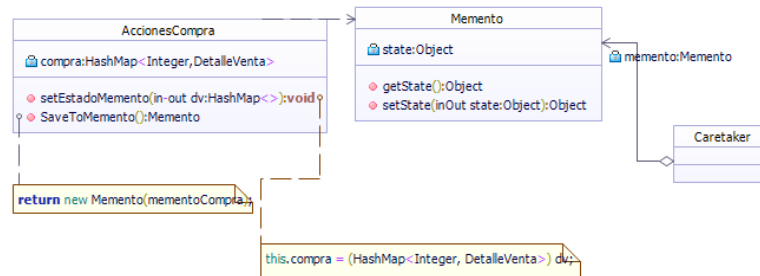 AccionesCompra
compra:HashMap<Integer,DetalleVenta>
setEstadoMemento(in-out dv:HashMap<>):void
SaveToMemento():Memento
Memento
state:Object
getState():Object
setState(inOut state:Object):Object
memento:Memento
Caretaker
return new Memento(mementoCompra);
this.compra = (HashMap<Integer, DetalleVenta>) dv;